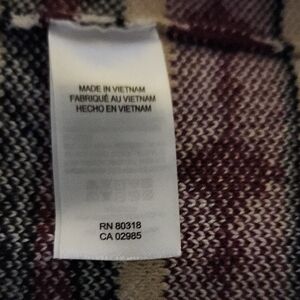 MADE IN VIETNAM
FABRIQUÉ AU VIETNAM
HECHO EN VIETNAM
RN 80318
CA 02985